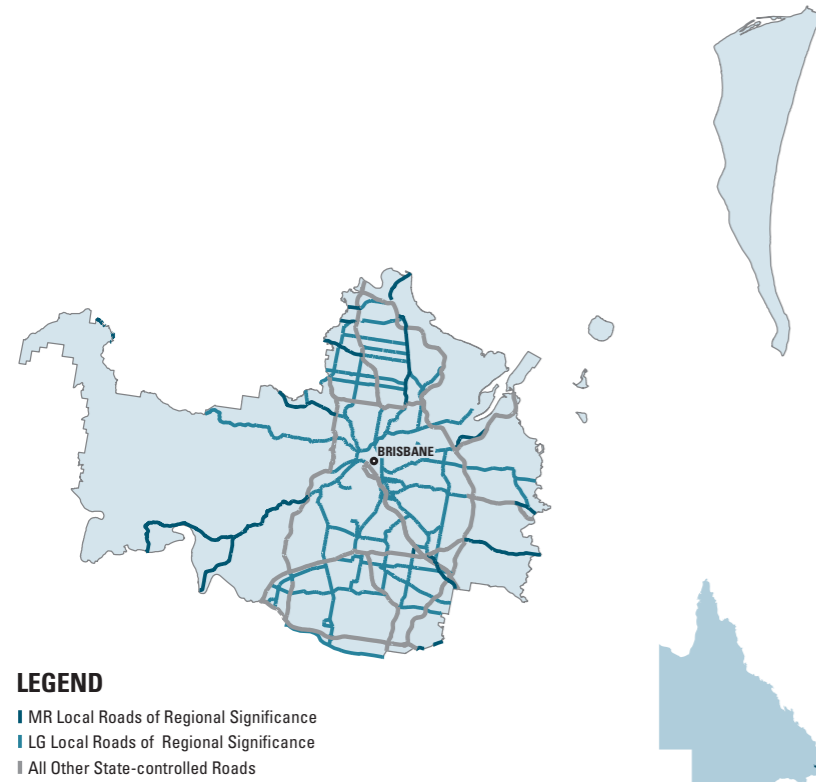 BRISBANE
LEGEND
MR Local Roads of Regional Significance
LG Local Roads of Regional Significance
All Other State-controlled Roads